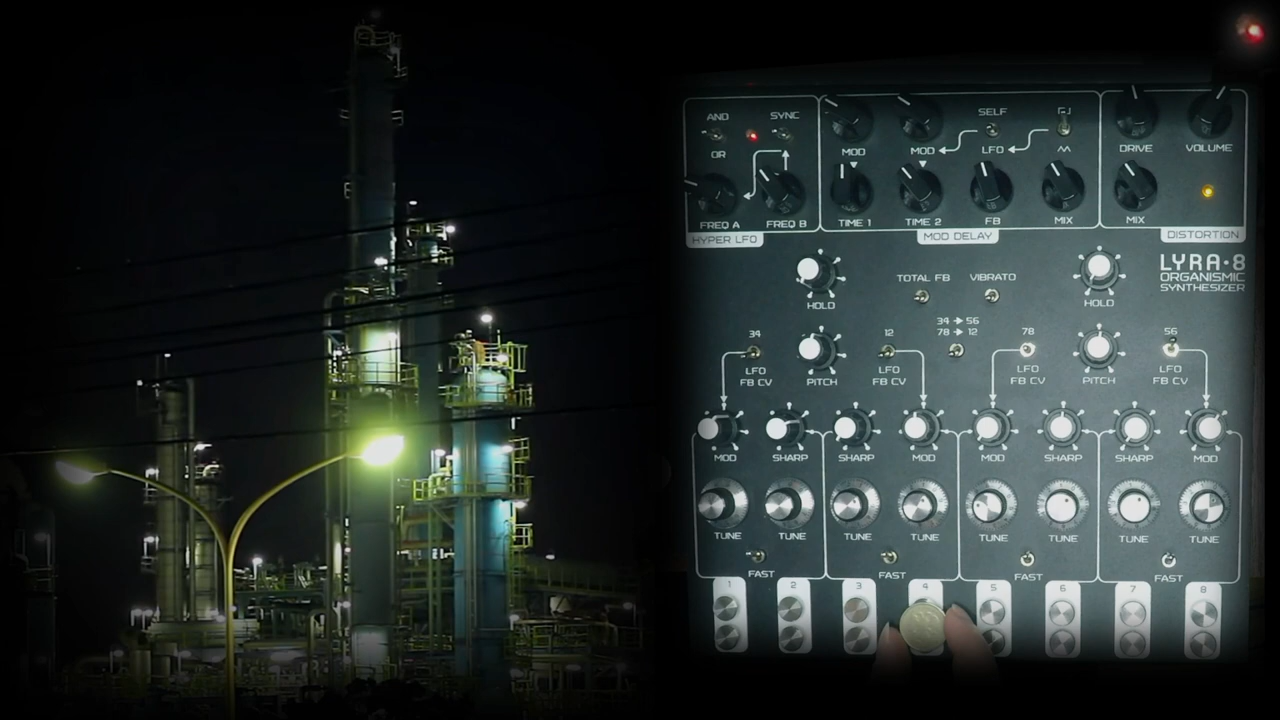 AND
SYNC
OR
FREQ A
FREQ B
HYPER LFO
MOD
MOD
SELF
LFO
TIME 1
TIME 2
FB
MIX
MOD DELAY
DRIVE
VOLUME
MIX
DISTORTION
LYRA-8
ORGANISMIC
SYNTHESIZER
HOLD
TOTAL FB
VIBRATO
HOLD
34 → 56
78 → 12
34
LFO
FB CV
PITCH
12
LFO
FB CV
78
LFO
FB CV
PITCH
56
LFO
FB CV
MOD
SHARP
SHARP
MOD
MOD
SHARP
SHARP
MOD
TUNE
TUNE
TUNE
TUNE
TUNE
TUNE
TUNE
TUNE
FAST
FAST
FAST
FAST
1
2
3
4
5
6
7
8